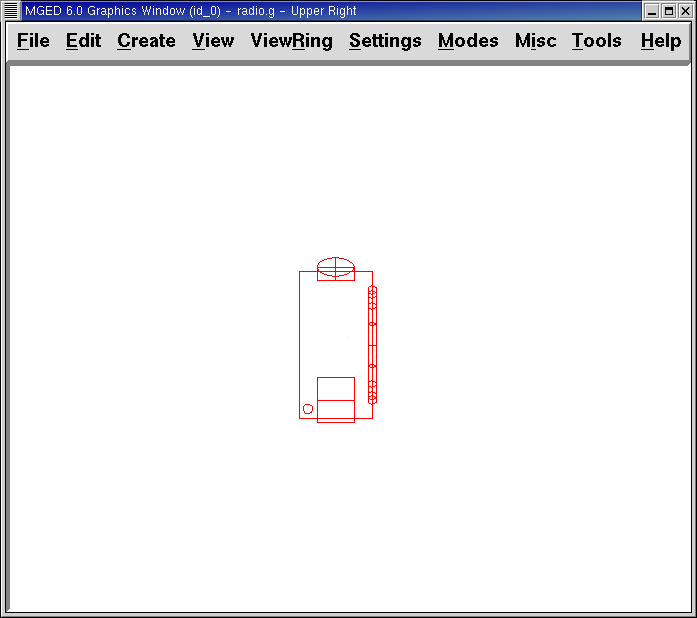 MGED 6.0 Graphics Window (id_0) – radio.g – Upper Right
File Edit Create View ViewRing Settings Modes Misc Tools Help